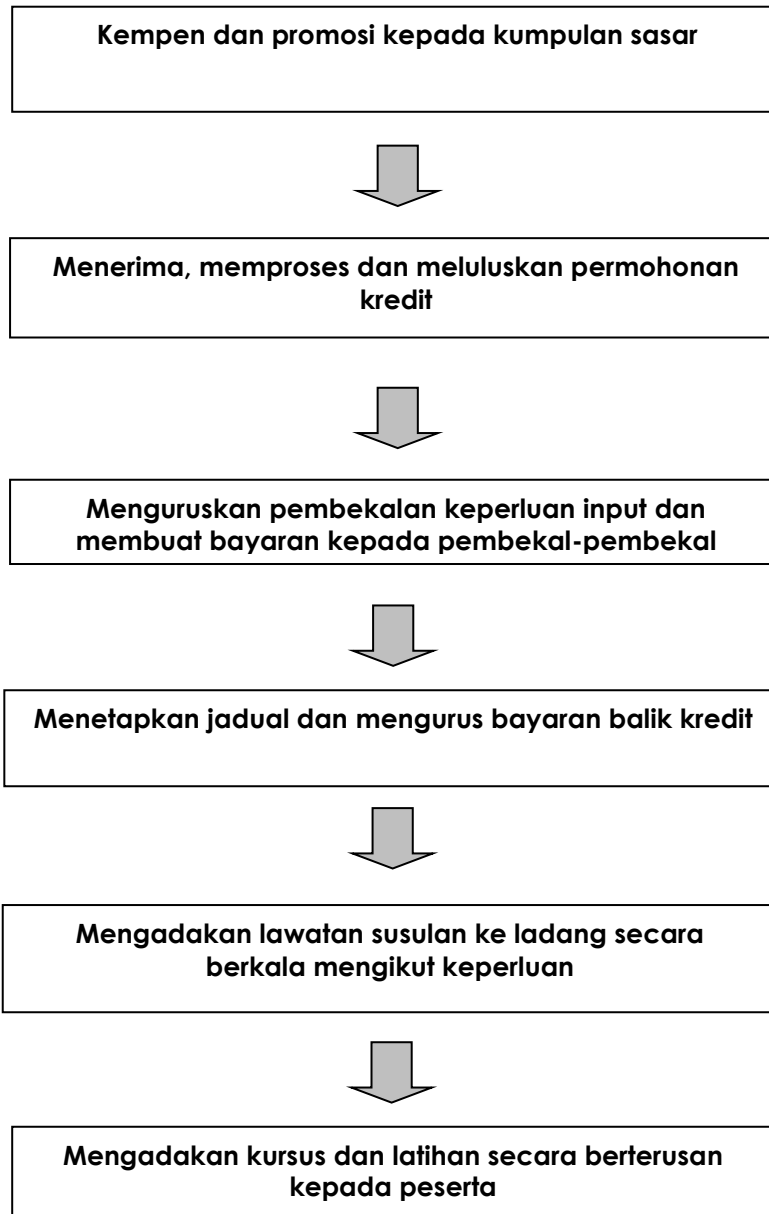 Kempen dan promosi kepada kumpulan sasar
Menerima, memproses dan meluluskan permohonan
kredit
Menguruskan pembekalan keperluan input dan
membuat bayaran kepada pembekal-pembekal
Menetapkan jadual dan mengurus bayaran balik kredit
Mengadakan lawatan susulan ke ladang secara
berkala mengikut keperluan
Mengadakan kursus dan latihan secara berterusan
kepada peserta